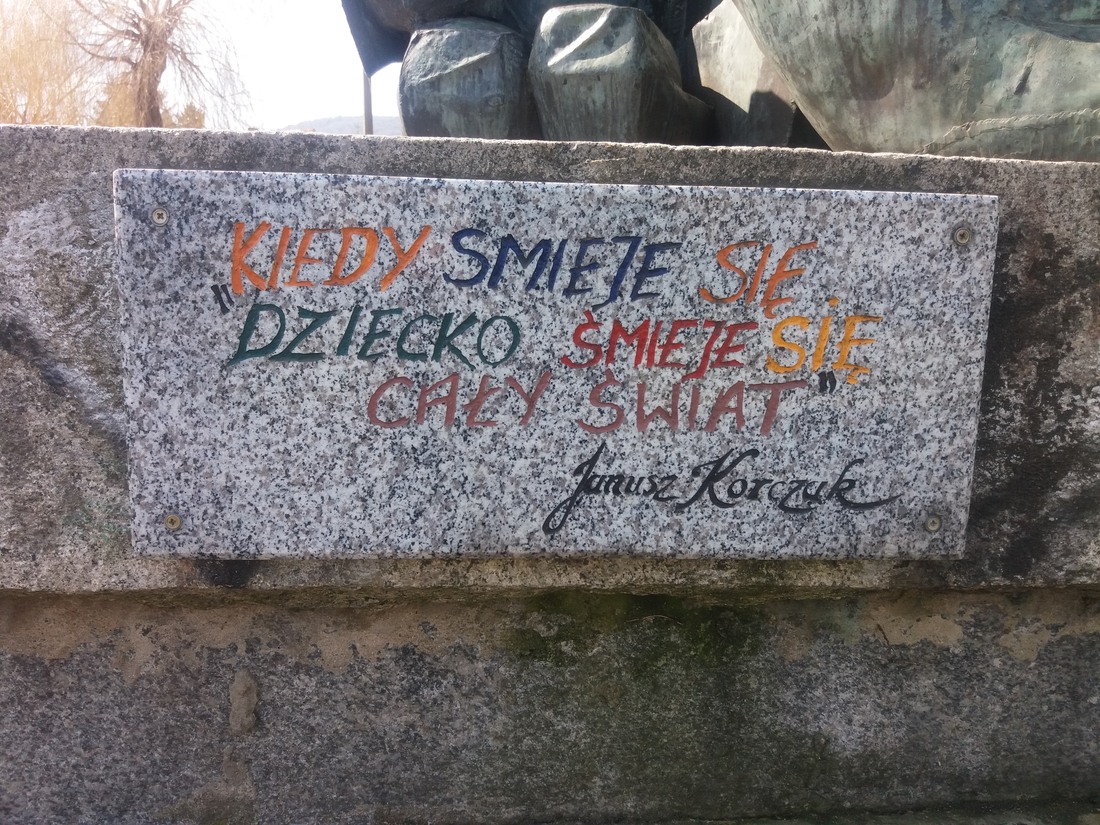 „KIEDY SMIEJE SIĘ
DZIECKO ŚMIEJE SIĘ
CAŁY ŚWIAT”
Janusz Korczak